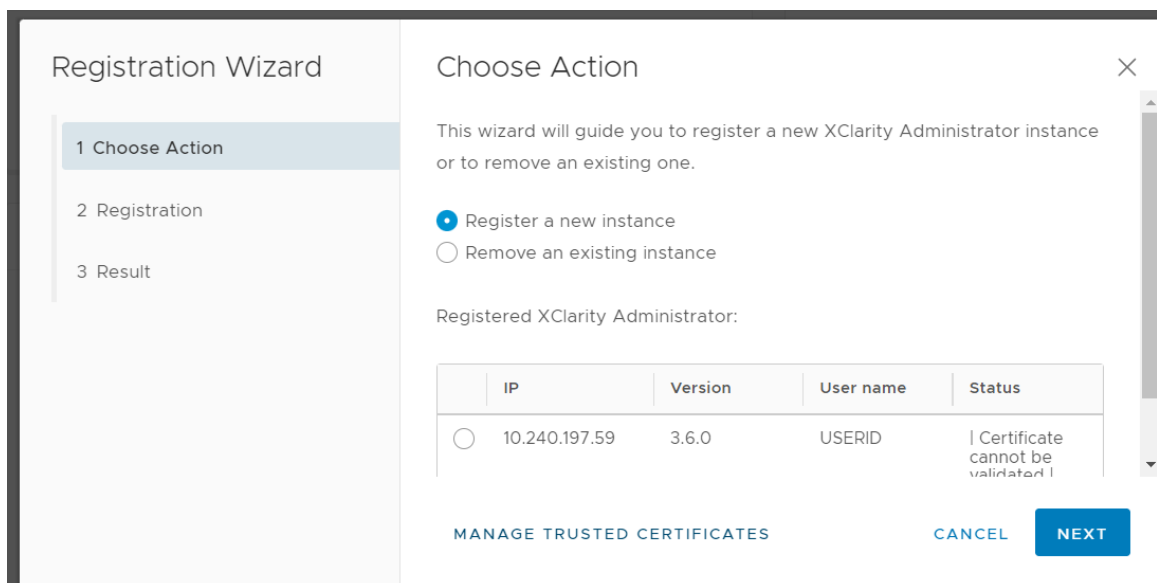 Registration Wizard
1 Choose Action
2 Registration
3 Result
Choose Action
This wizard will guide you to register a new XClarity Administrator instance
or to remove an existing one.
Register a new instance
Remove an existing instance
Registered XClarity Administrator:
IP Version User name Status
10.240.197.59 3.6.0 USERID | Certificate
cannot be
validated |
MANAGE TRUSTED CERTIFICATES CANCEL NEXT